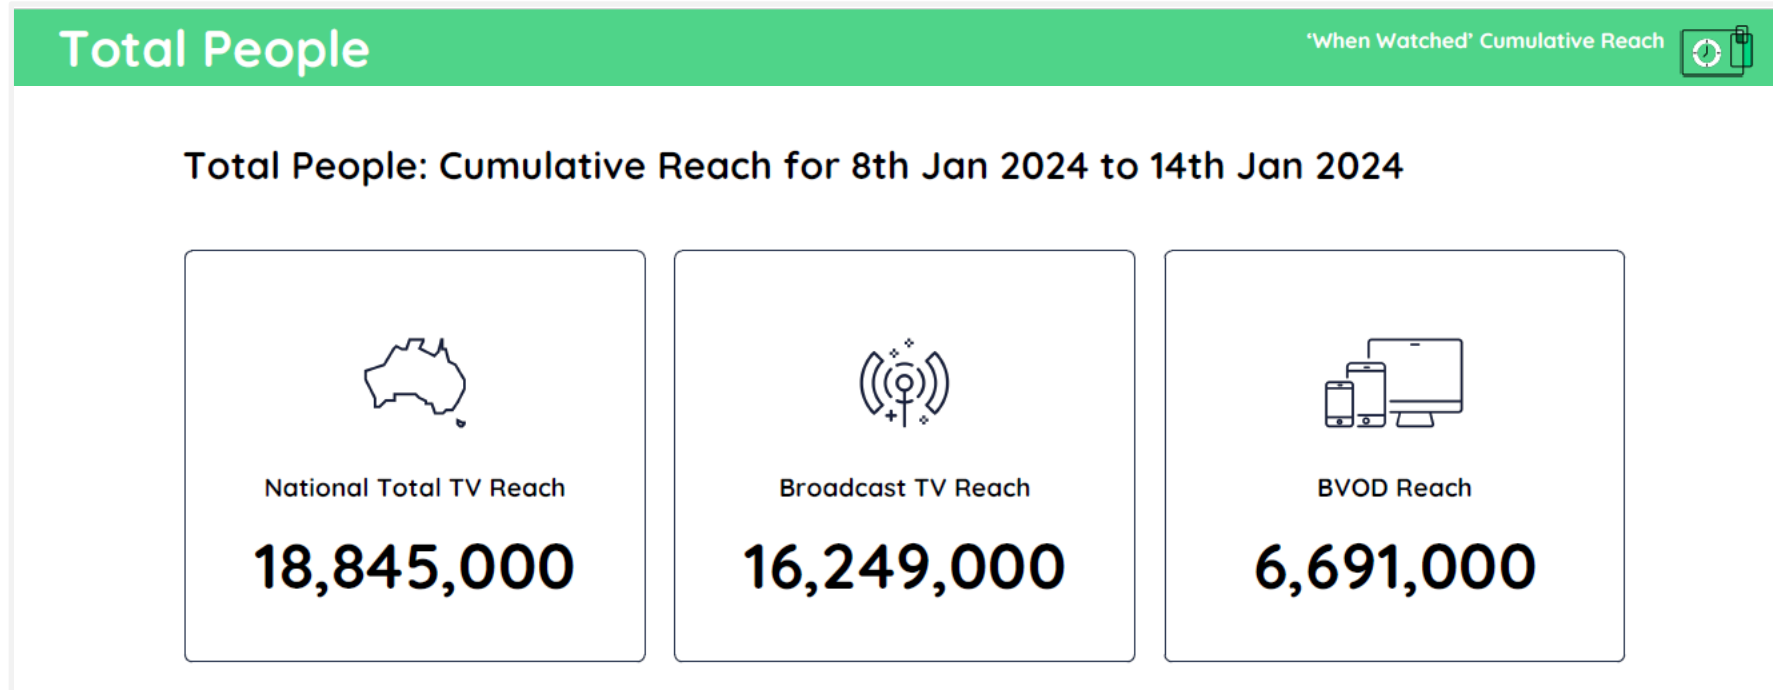 Total People
‘When Watched’ Cumulative Reach
Total People: Cumulative Reach for 8th Jan 2024 to 14th Jan 2024
National Total TV Reach
18,845,000
Broadcast TV Reach
16,249,000
BVOD Reach
6,691,000